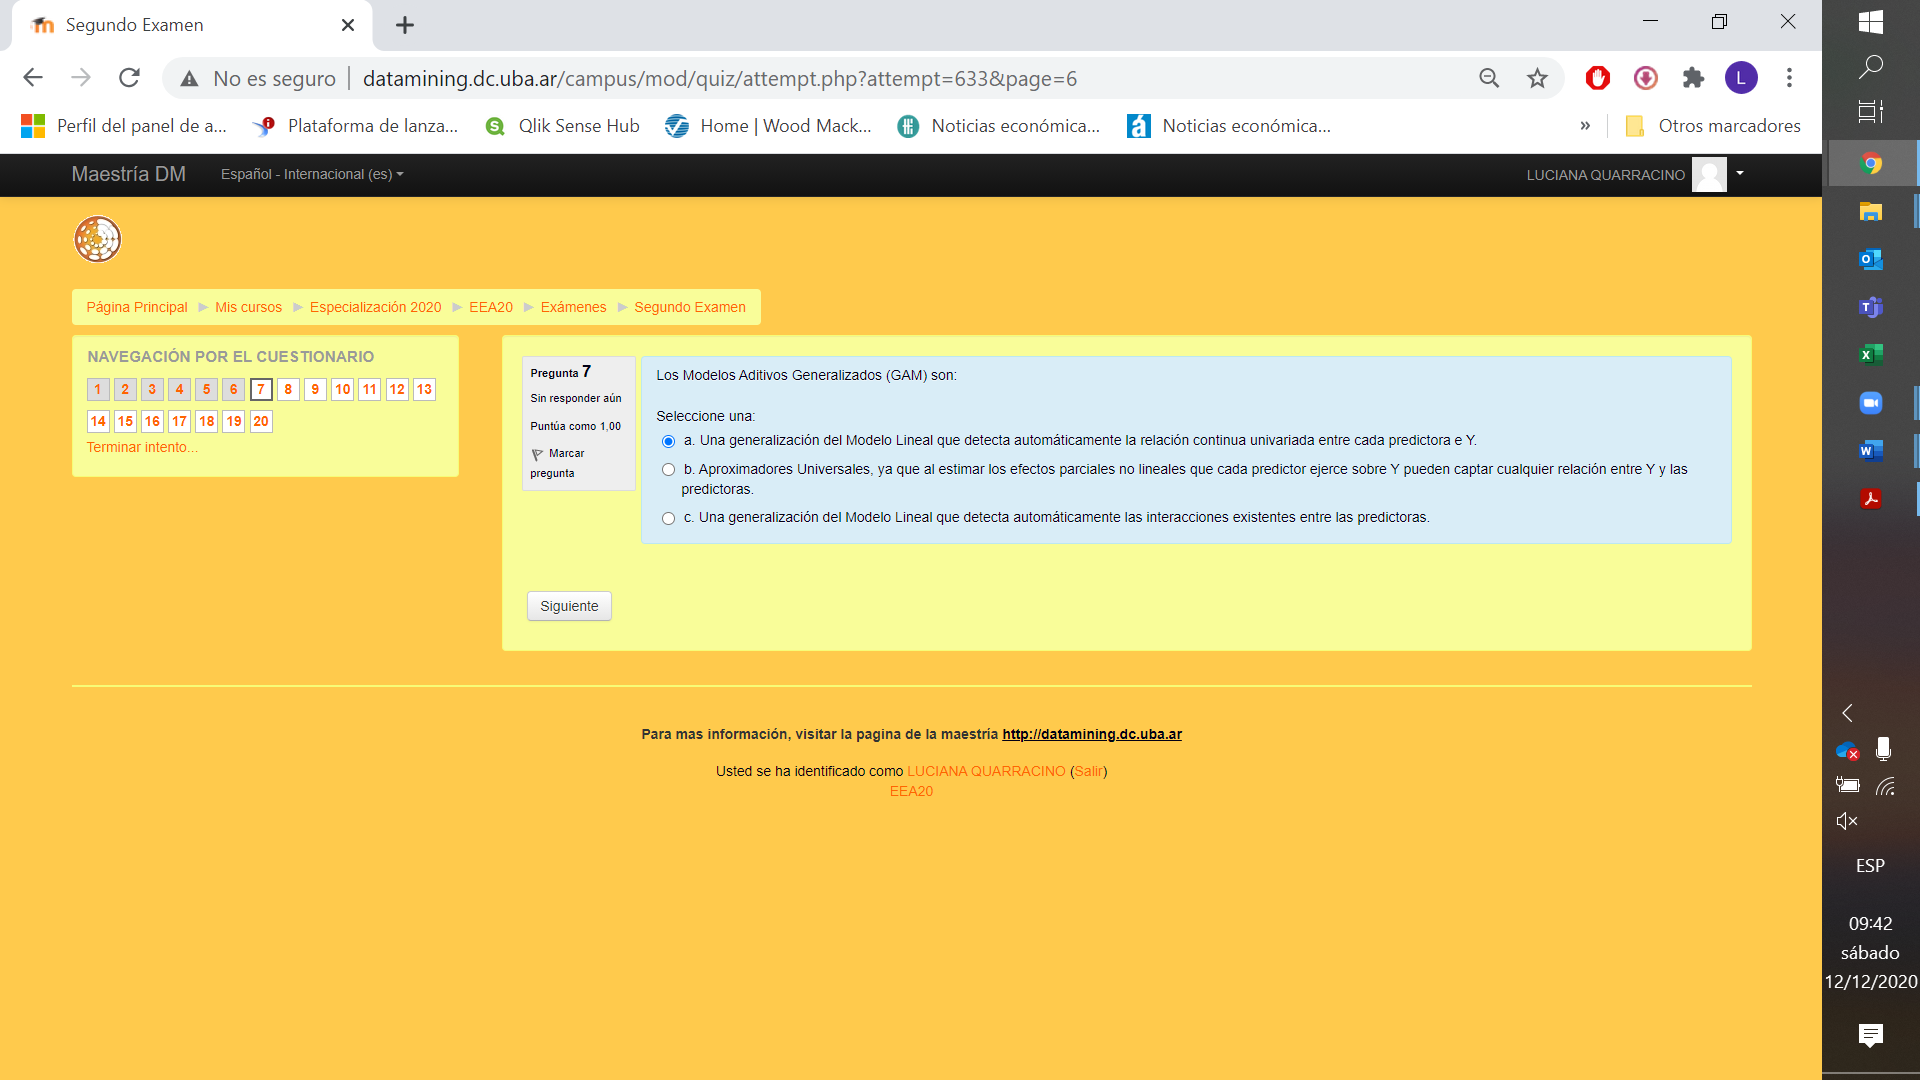 Segundo Examen
No es seguro datamining.dc.uba.ar/campus/mod/quiz/attempt.php?attempt=633&page=6
L
Perfil del panel de a... Plataforma de lanza... Qlik Sense Hub Home | Wood Mack... Noticias económica... Noticias económica... » Otros marcadores
Maestría DM Español - Internacional (es) LUCIANA QUARRACINO
Página Principal Mis cursos Especialización 2020 EEA20 Exámenes Segundo Examen
NAVEGACIÓN POR EL CUESTIONARIO
1 2 3 4 5 6 7 8 9 10 11 12 13
14 15 16 17 18 19 20
Terminar intento...
Pregunta 7
Sin responder aún
Puntúa como 1,00
Marcar
pregunta
Los Modelos Aditivos Generalizados (GAM) son:
Seleccione una:
a. Una generalización del Modelo Lineal que detecta automáticamente la relación continua univariada entre cada predictora e Y.
b. Aproximadores Universales, ya que al estimar los efectos parciales no lineales que cada predictor ejerce sobre Y pueden captar cualquier relación entre Y y las
predictoras.
c. Una generalización del Modelo Lineal que detecta automáticamente las interacciones existentes entre las predictoras.
Siguiente
Para mas información, visitar la pagina de la maestría http://datamining.dc.uba.ar
Usted se ha identificado como LUCIANA QUARRACINO (Salir)
EEA20
ESP
09:42
sábado
12/12/2020